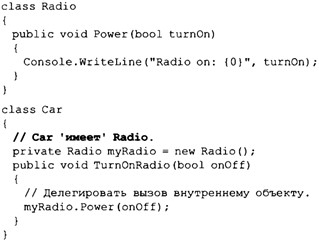 class Radio
{
  public void Power(bool turnOn)
  {
    Console.WriteLine("Radio on: {0}", turnOn);
  }
}
class Car
{
  // Car 'имеет' Radio.
  private Radio myRadio = new Radio();
  public void TurnOnRadio(bool onOff)
  {
    // Делегировать вызов внутреннему объекту.
    myRadio.Power(onOff);
  }
}